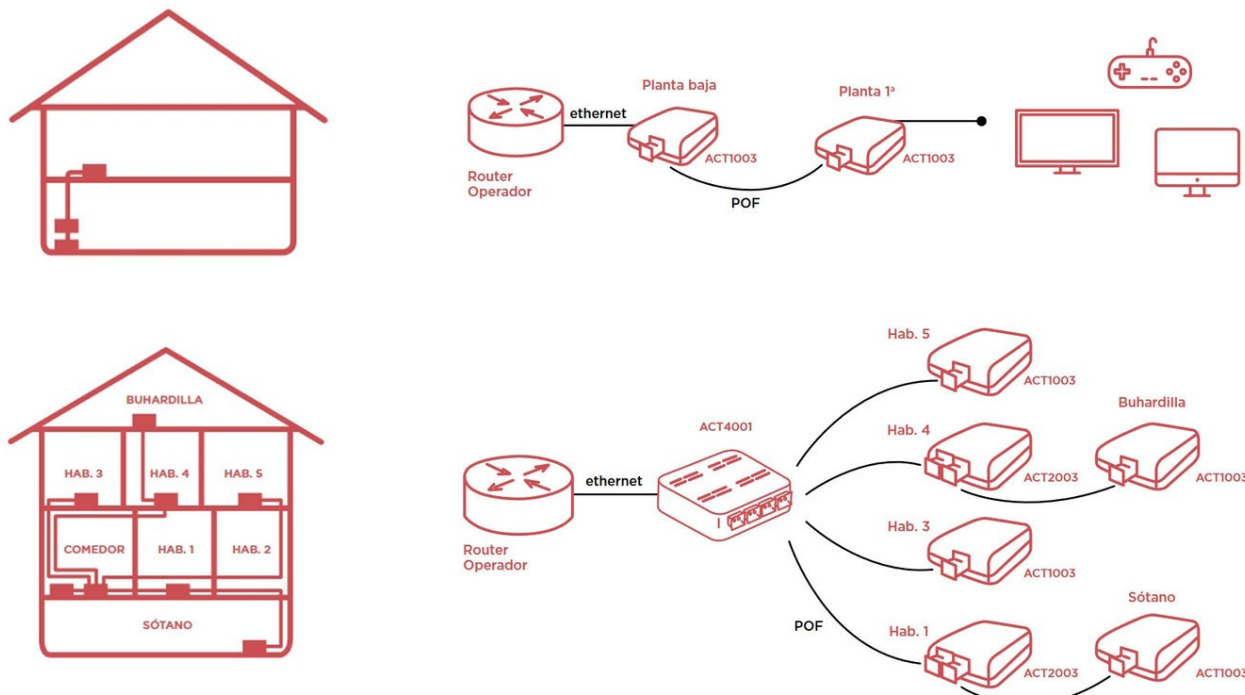 Planta baja
Planta 1ª
ethernet
ACT1003
ACT1003
Router
Operador
POF
BUHARDILLA
HAB. 3
HAB. 4
HAB. 5
COMEDOR
HAB. 1
HAB. 2
SÓTANO
Hab. 5
ACT1003
ACT4001
Hab. 4
Buhardilla
ethernet
ACT2003
ACT1003
Router
Operador
Hab. 3
ACT1003
POF
Hab. 1
Sótano
ACT2003
ACT1003